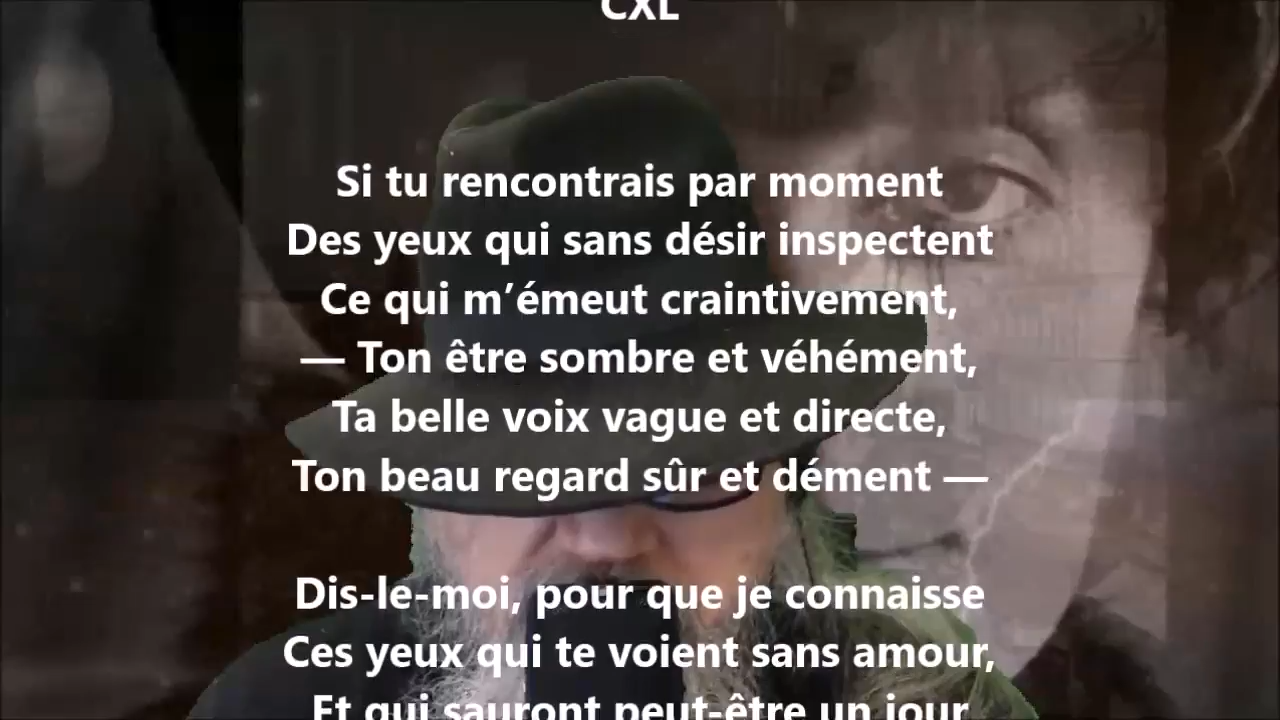 CXL
Si tu rencontrais par moment
Des yeux qui sans désir inspectent
Ce qui m’émeut craintivement,
— Ton être sombre et véhément,
Ta belle voix vague et directe,
Ton beau regard sûr et dément —
Dis-le-moi, pour que je connaisse
Ces yeux qui te voient sans amour,
Et qui sauront peut-être un jour